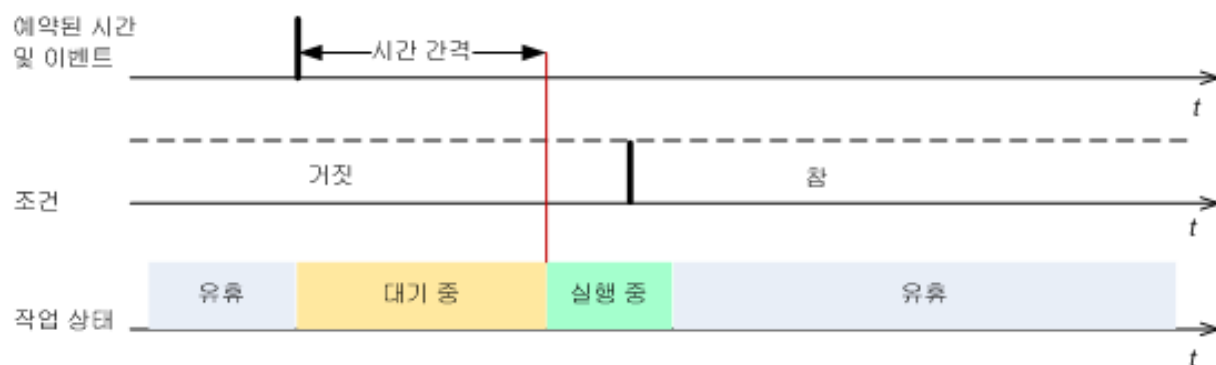 예약된 시간
및 이벤트
시간 간격
t
거짓
참
조건
t
유휴
대기 중
실행 중
유휴
작업 상태
t